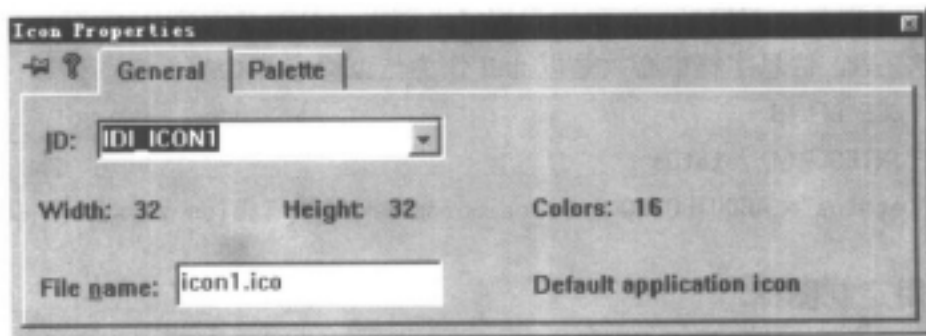 Icon Properties
General Palette
ID: IDI_ICON1
Width: 32 Height: 32 Colors: 16
File name: icon1.ico Default application icon